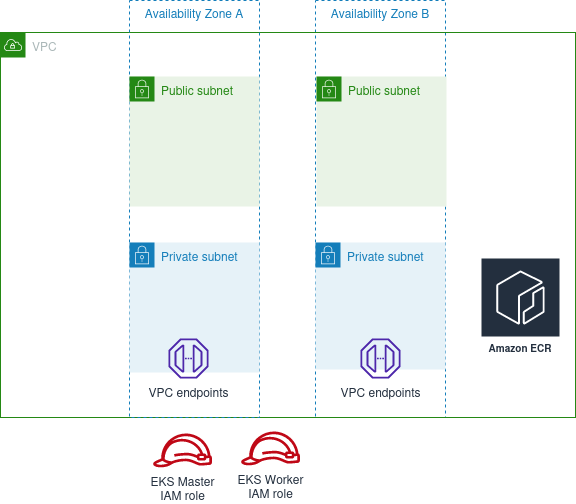 Availability Zone A
Availability Zone B
VPC
Public subnet
Public subnet
Private subnet
Private subnet
Amazon ECR
VPC endpoints
VPC endpoints
EKS Master
IAM role
EKS Worker
IAM role